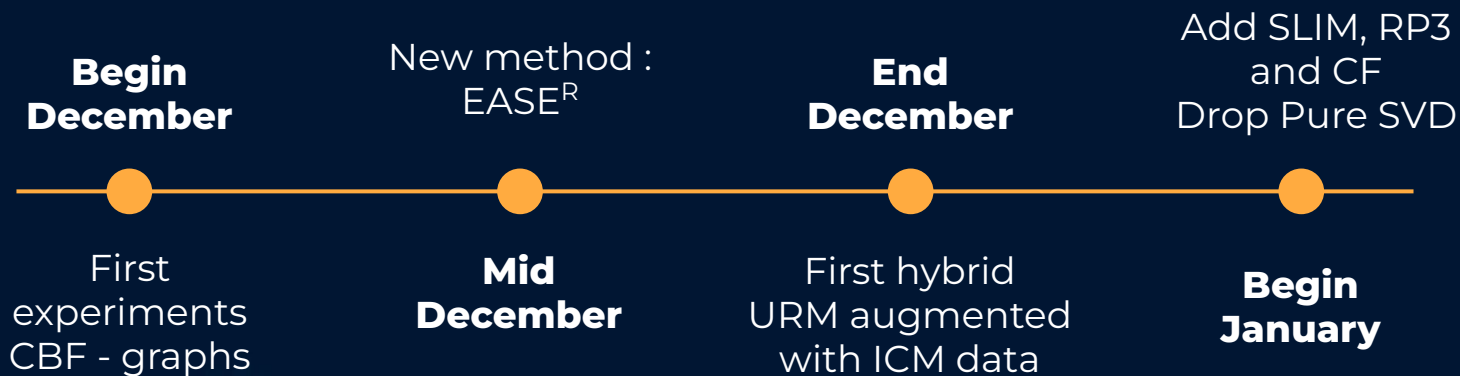 Begin
December
First
experiments
CBF - graphs
New method :
EASEᴿ
Mid
December
End
December
First hybrid
URM augmented
with ICM data
Add SLIM, RP3
and CF
Drop Pure SVD
Begin
January